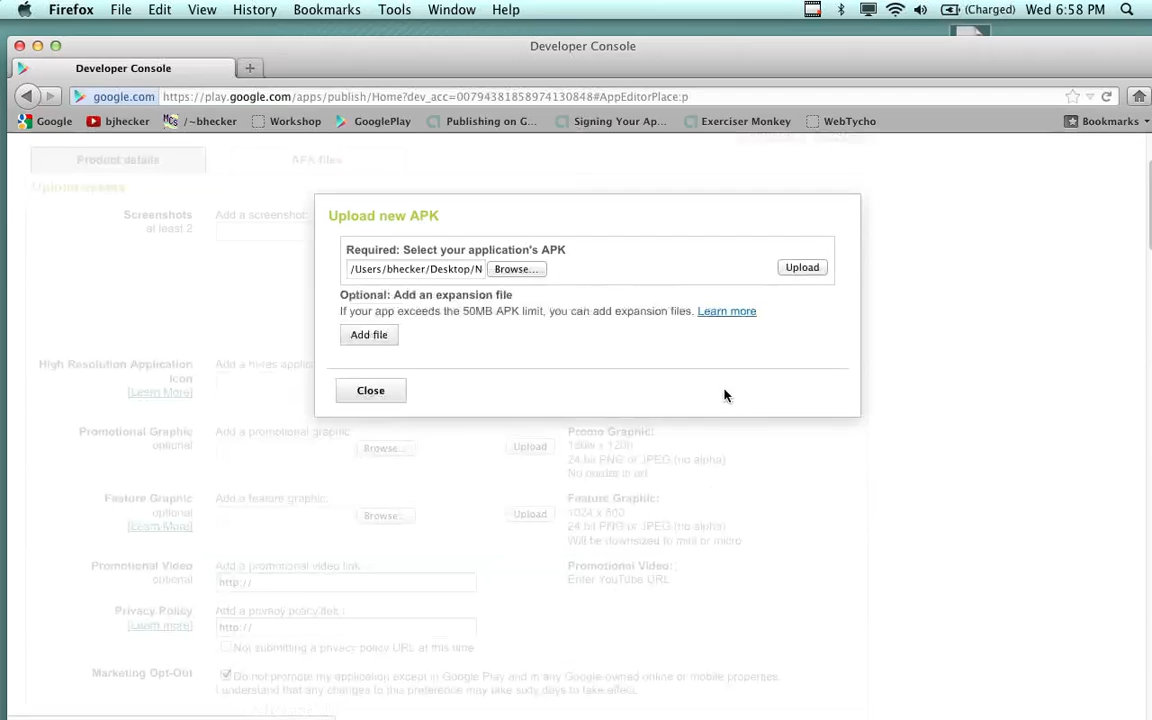 Firefox File Edit View History Bookmarks Tools Window Help (Charged) Wed 6:58 PM
Developer Console
Developer Console
google.com https://play.google.com/apps/publish/Home?dev_acc=00794381858974130848#AppEditorPlace:p
Google bjhecker /~bhecker Workshop GooglePlay Publishing on G... Signing Your Ap... Exerciser Monkey WebTycho Bookmarks
Product details APK files
Upload assets
Upload new APK
Screenshots Add a screenshot:
at least 2
Required: Select your application's APK
/Users/bhecker/Desktop/N Browse... Upload
Optional: Add an expansion file
If your app exceeds the 50MB APK limit, you can add expansion files. Learn more
Add file
High Resolution Application Add a hi-res applic
Icon
[Learn More]
Close
Promotional Graphic Add a promotional graphic: Promo Graphic:
optional Browse... Upload 180w x 120h
24 bit PNG or JPEG (no alpha)
No border in art
Feature Graphic Add a feature graphic: Feature Graphic:
optional Browse... Upload 1024 x 500
[Learn More] 24 bit PNG or JPEG (no alpha)
Will be downsized to mini or micro
Promotional Video Add a promotional video link: Promotional Video:
optional http:// Enter YouTube URL
Privacy Policy Add a privacy policy link:
[Learn more] http://
Not submitting a privacy policy URL at this time
Marketing Opt-Out Do not promote my application except in Google Play and in any Google-owned online or mobile properties.
I understand that any changes to this preference may take sixty days to take effect.